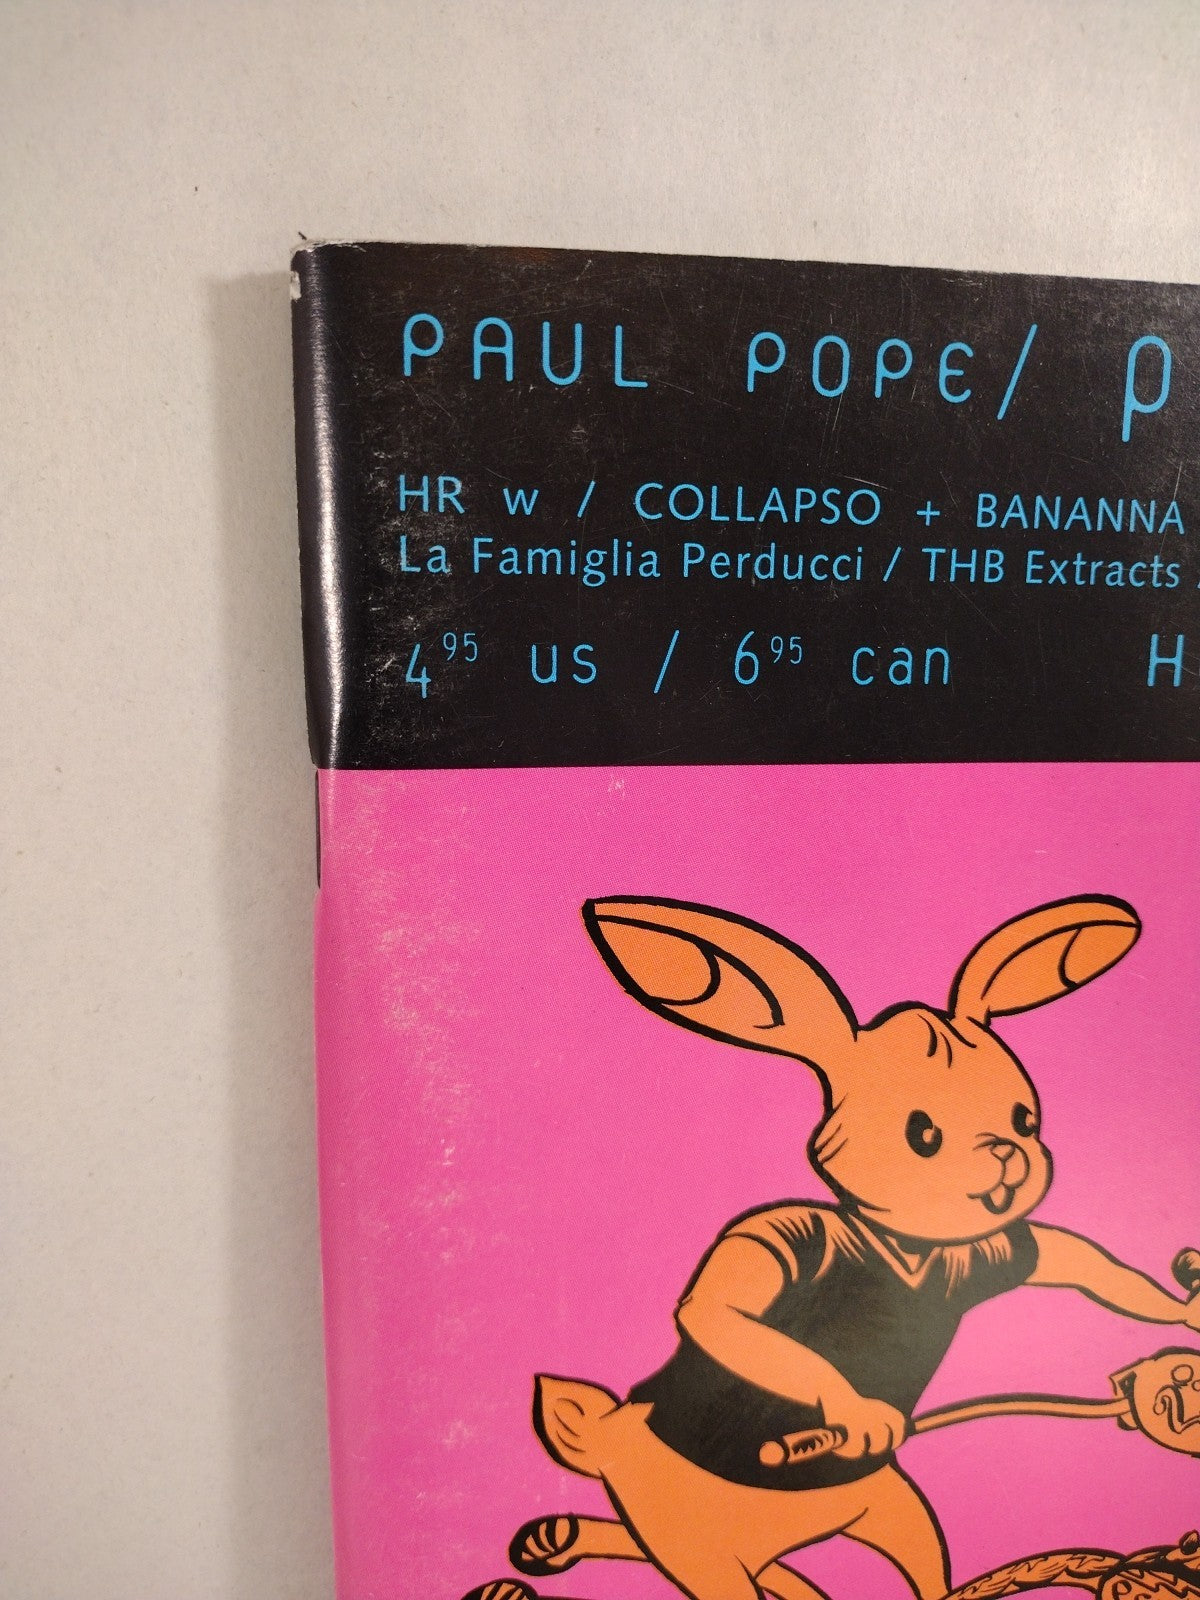 PAUL POPE / P
HR w / COLLAPSO + BANANNA
La Famiglia Perducci / THB Extracts /
4 95 us / 6 95 can H